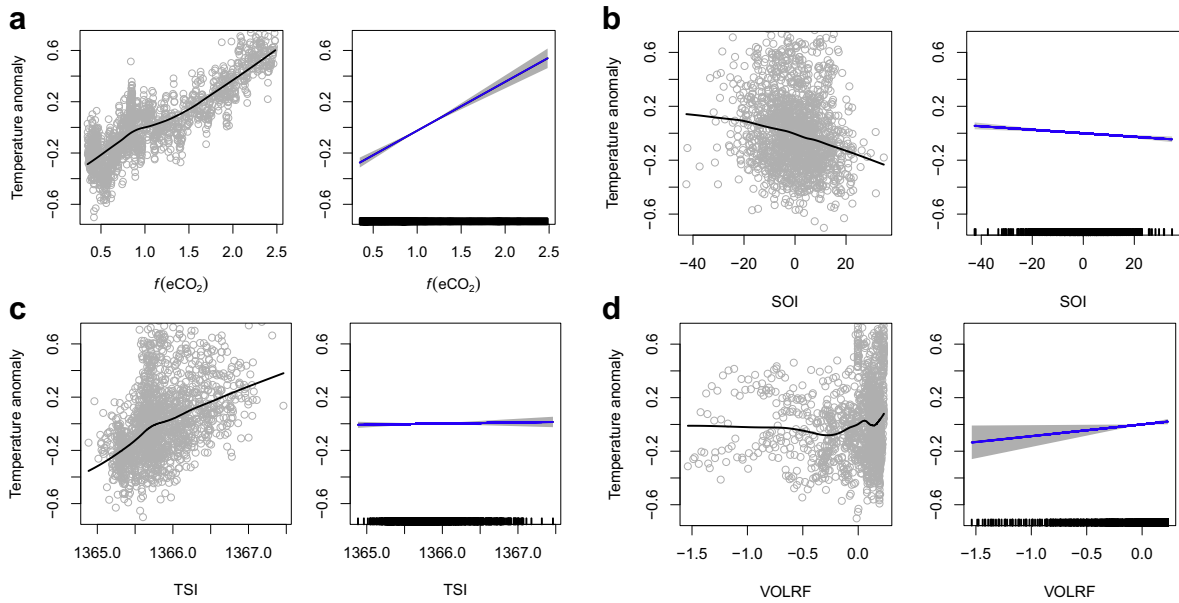 a
Temperature anomaly
−0.6 −0.2 0.2 0.6
0.5 1.0 1.5 2.0 2.5
f(eCO₂)
−0.6 −0.2 0.2 0.6
0.5 1.0 1.5 2.0 2.5
f(eCO₂)
b
Temperature anomaly
−0.6 −0.2 0.2 0.6
−40 −20 0 20
SOI
−0.6 −0.2 0.2 0.6
−40 −20 0 20
SOI
c
Temperature anomaly
−0.6 −0.2 0.2 0.6
1365.0 1366.0 1367.0
TSI
−0.6 −0.2 0.2 0.6
1365.0 1366.0 1367.0
TSI
d
Temperature anomaly
−0.6 −0.2 0.2 0.6
−1.5 −1.0 −0.5 0.0
VOLRF
−0.6 −0.2 0.2 0.6
−1.5 −1.0 −0.5 0.0
VOLRF